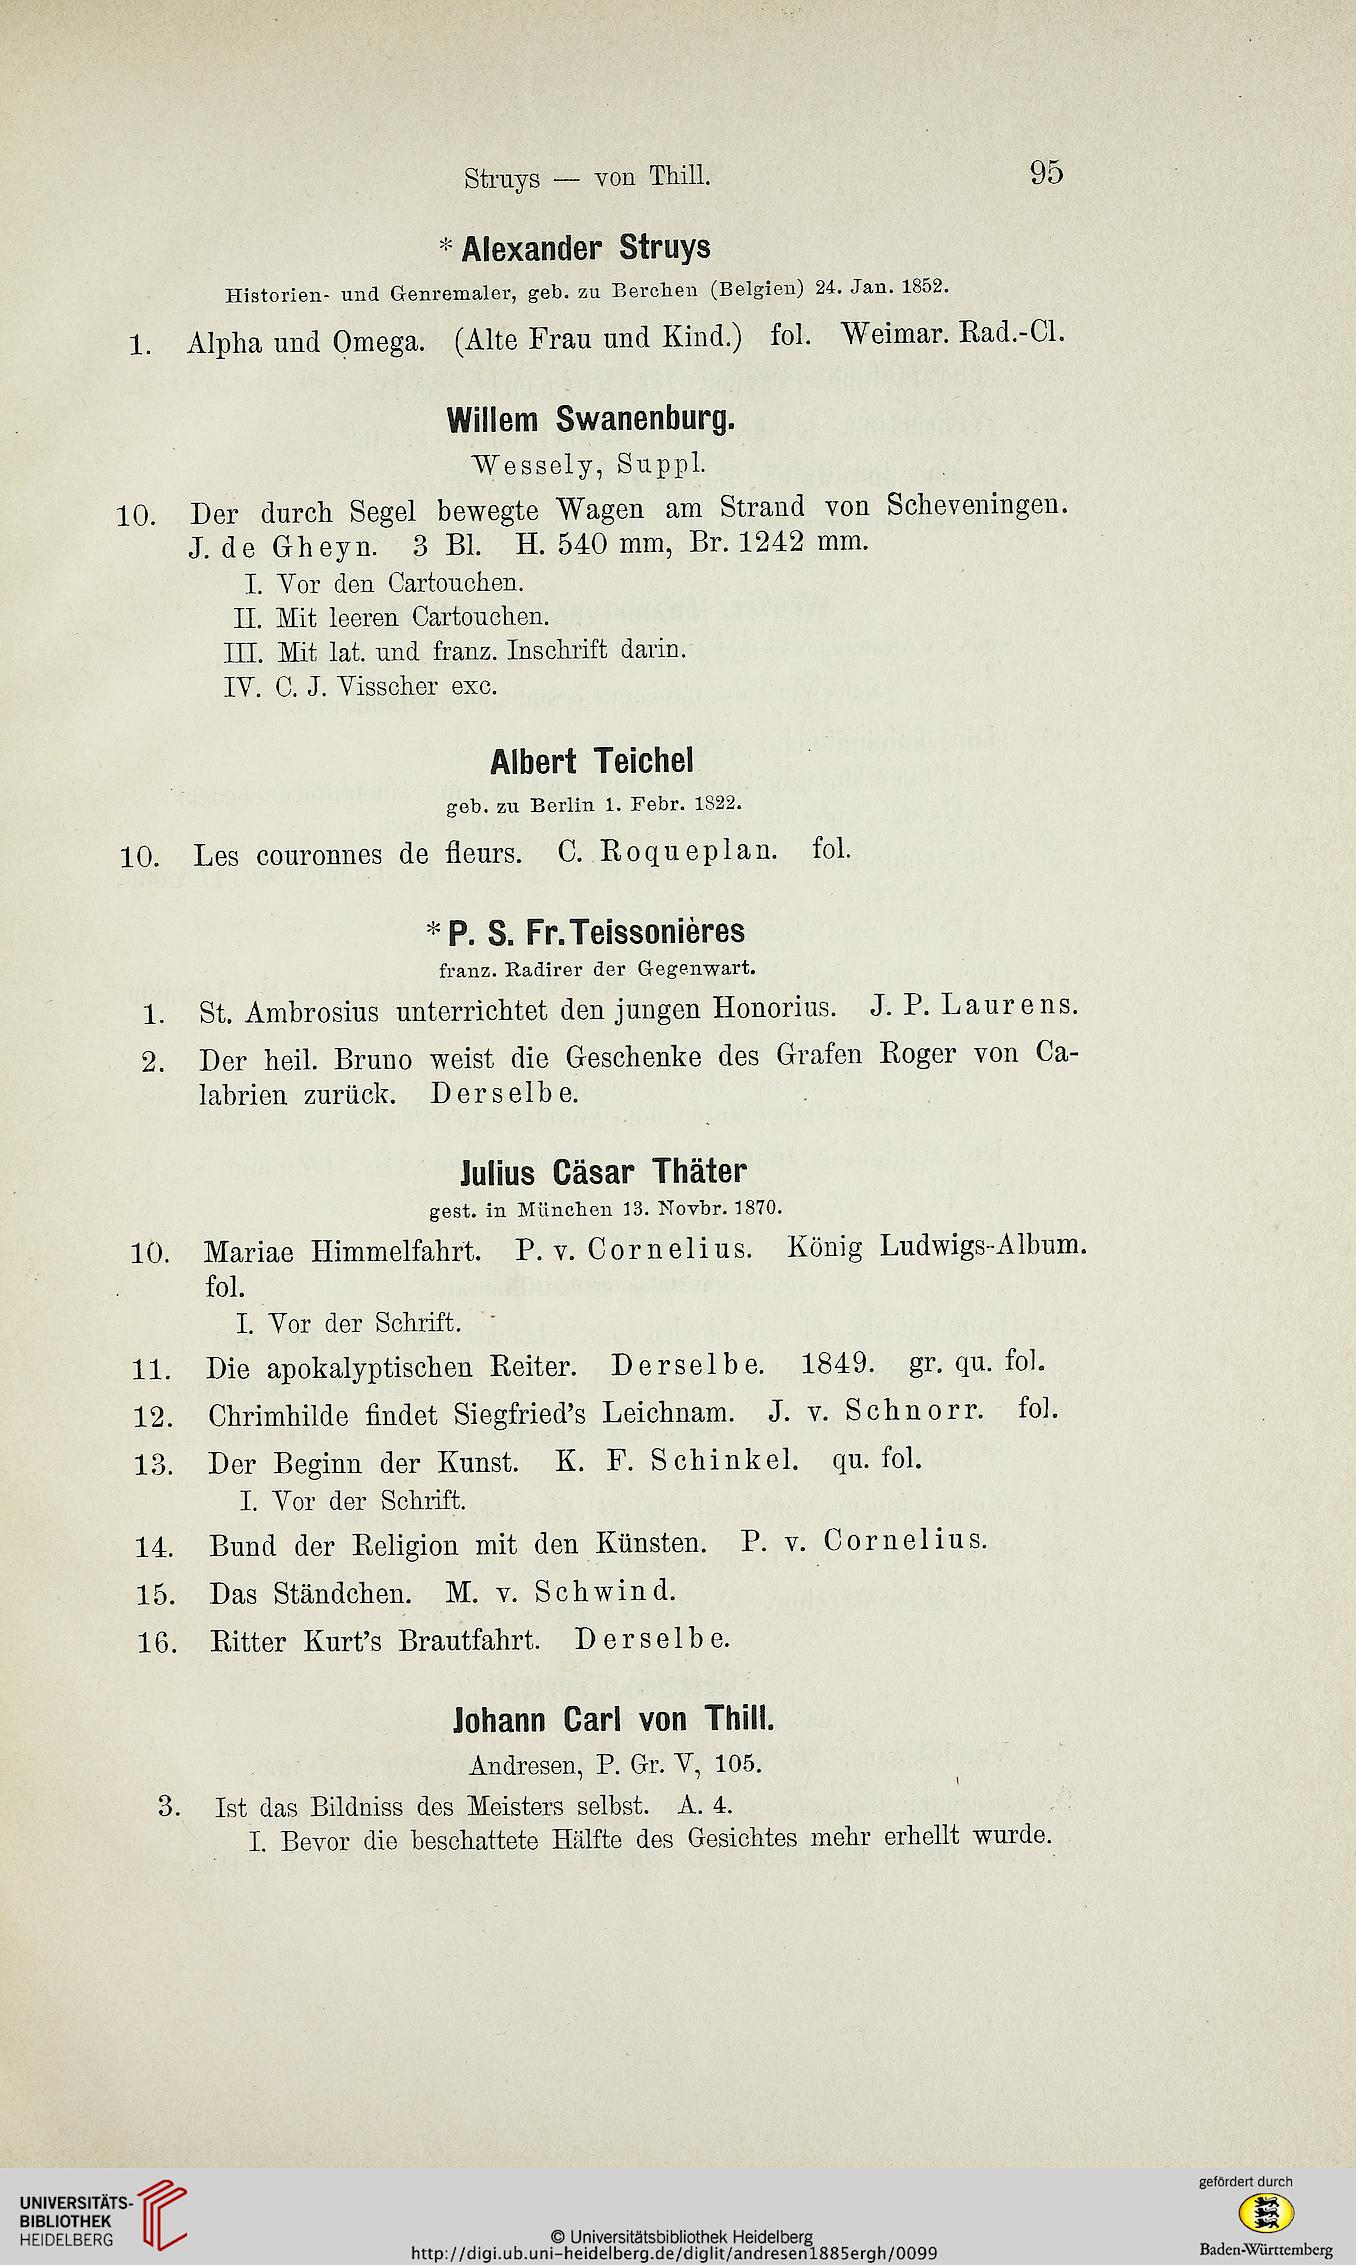 Struys — von Thill. 95
* Alexander Struys
Historien- und Genremaler, geb. zu Berchen (Belgien) 24. Jan. 1852.
1. Alpha und Omega. (Alte Frau und Kind.) fol. Weimar. Rad.-Cl.
Willem Swanenburg.
Wessely, Suppl.
10. Der durch Segel bewegte Wagen am Strand von Scheveningen.
J. de Gheyn. 3 Bl. H. 540 mm, Br. 1242 mm.
I. Vor den Cartouchen.
II. Mit leeren Cartouchen.
III. Mit lat. und franz. Inschrift darin.
IV. C. J. Visscher exc.
Albert Teichel
geb. zu Berlin 1. Febr. 1822.
10. Les couronnes de fleurs. C. Roqueplan. fol.
* P. S. Fr. Teissonières
franz. Radirer der Gegenwart.
1. St. Ambrosius unterrichtet den jungen Honorius. J. P. Laurens.
2. Der heil. Bruno weist die Geschenke des Grafen Roger von Ca-
labrien zurück. Derselbe.
Julius Cäsar Thäter
gest. in München 13. Novbr. 1870.
10. Mariae Himmelfahrt. P. v. Cornelius. König Ludwigs-Album.
fol.
I. Vor der Schrift.
11. Die apokalyptischen Reiter. Derselbe. 1849. gr. qu. fol.
12. Chrimhilde findet Siegfried's Leichnam. J. v. Schnorr. fol.
13. Der Beginn der Kunst. K. F. Schinkel. qu. fol.
I. Vor der Schrift.
14. Bund der Religion mit den Künsten. P. v. Cornelius.
15. Das Ständchen. M. v. Schwind.
16. Ritter Kurt's Brautfahrt. Derselbe.
Johann Carl von Thill.
Andresen, P. Gr. V, 105.
3. Ist das Bildniss des Meisters selbst. A. 4.
I. Bevor die beschattete Hälfte des Gesichtes mehr erhellt wurde.
UNIVERSITÄTS-
BIBLIOTHEK
HEIDELBERG
© Universitätsbibliothek Heidelberg
http://digi.ub.uni-heidelberg.de/diglit/andresen1885ergh/0099
gefördert durch
Baden-Württemberg